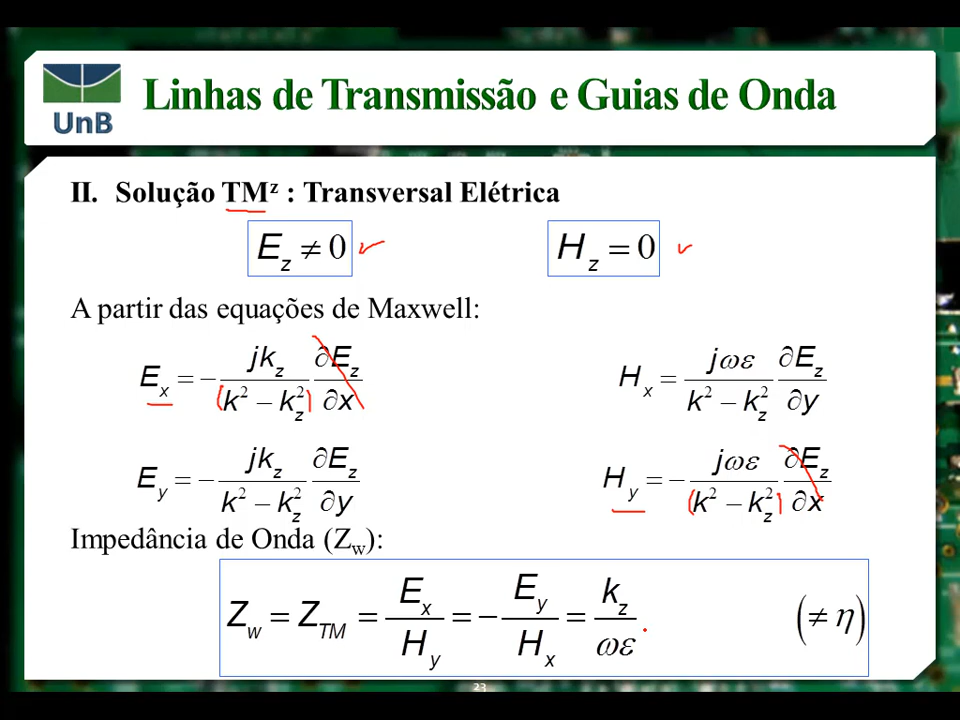 UnB
Linhas de Transmissão e Guias de Onda
II. Solução TMᶻ : Transversal Elétrica
E_z ≠ 0 H_z = 0
A partir das equações de Maxwell:
E_x = − jk_z / (k² − k_z²) ∂E_z/∂x H_x = jωε / (k² − k_z²) ∂E_z/∂y
E_y = − jk_z / (k² − k_z²) ∂E_z/∂y H_y = − jωε / (k² − k_z²) ∂E_z/∂x
Impedância de Onda (Z_w):
Z_w = Z_TM = E_x/H_y = − E_y/H_x = k_z/ωε (≠ η)
23